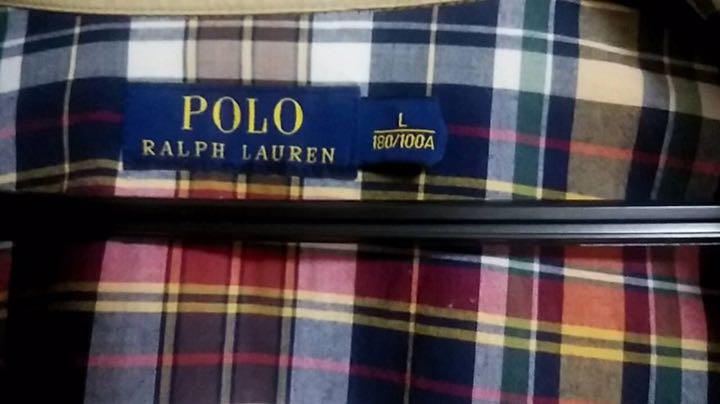 POLO
RALPH LAUREN
L
180/100A